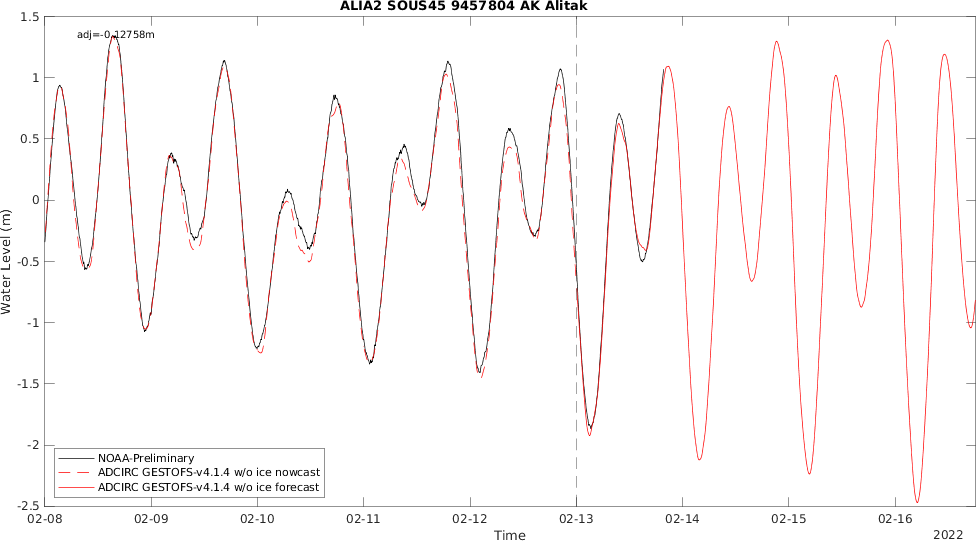 ALIA2 SOUS45 9457804 AK Alitak
adj=-0.12758m
1.5
1
0.5
0
-0.5
-1
-1.5
-2
-2.5
Water Level (m)
NOAA-Preliminary
ADCIRC GESTOFS-v4.1.4 w/o ice nowcast
ADCIRC GESTOFS-v4.1.4 w/o ice forecast
02-08 02-09 02-10 02-11 02-12 02-13 02-14 02-15 02-16
Time
2022